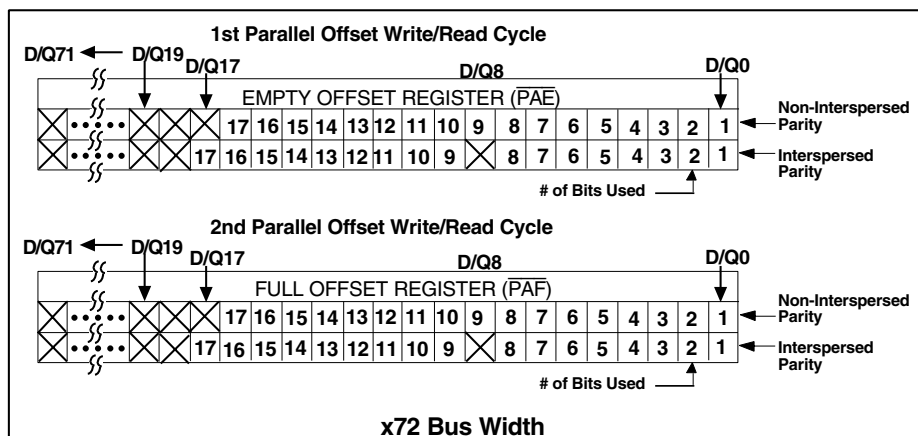 1st Parallel Offset Write/Read Cycle
D/Q71 D/Q19 D/Q17 D/Q8 D/Q0
EMPTY OFFSET REGISTER (PAE)
17 16 15 14 13 12 11 10 9 8 7 6 5 4 3 2 1 Non-Interspersed Parity
17 16 15 14 13 12 11 10 9 8 7 6 5 4 3 2 1 Interspersed Parity
# of Bits Used
2nd Parallel Offset Write/Read Cycle
D/Q71 D/Q19 D/Q17 D/Q8 D/Q0
FULL OFFSET REGISTER (PAF)
17 16 15 14 13 12 11 10 9 8 7 6 5 4 3 2 1 Non-Interspersed Parity
17 16 15 14 13 12 11 10 9 8 7 6 5 4 3 2 1 Interspersed Parity
# of Bits Used
x72 Bus Width